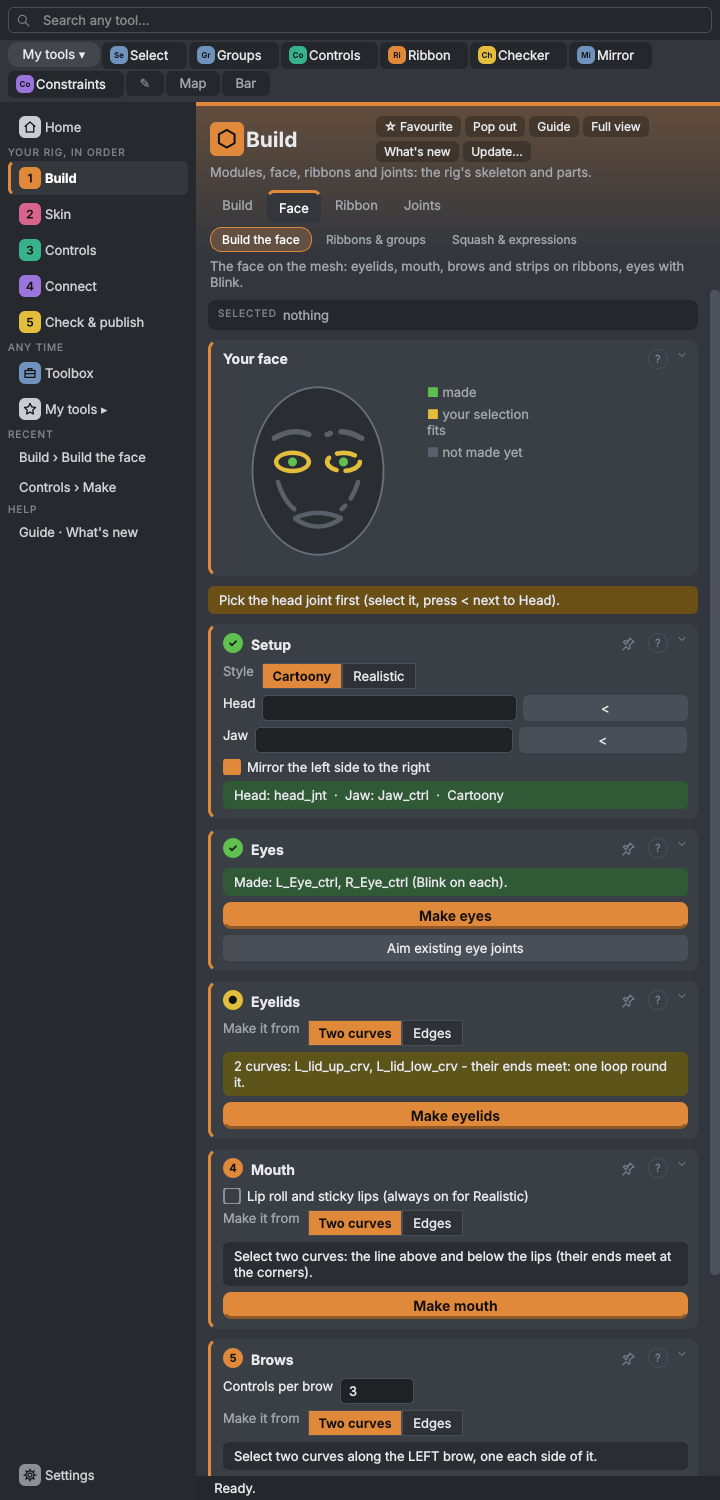 Search any tool...
My tools ▾
Se Select
Gr Groups
Co Controls
Ri Ribbon
Ch Checker
Mi Mirror
Co Constraints
✎
Map
Bar
Home
YOUR RIG, IN ORDER
1 Build
2 Skin
3 Controls
4 Connect
5 Check & publish
ANY TIME
Toolbox
My tools ▸
RECENT
Build › Build the face
Controls › Make
HELP
Guide · What's new
Settings
Build
☆ Favourite
Pop out
Guide
Full view
What's new
Update...
Modules, face, ribbons and joints: the rig's skeleton and parts.
Build
Face
Ribbon
Joints
Build the face
Ribbons & groups
Squash & expressions
The face on the mesh: eyelids, mouth, brows and strips on ribbons, eyes with
Blink.
SELECTED nothing
Your face
?
made
your selection
fits
not made yet
Pick the head joint first (select it, press < next to Head).
Setup
?
Style
Cartoony
Realistic
Head
<
Jaw
<
Mirror the left side to the right
Head: head_jnt · Jaw: Jaw_ctrl · Cartoony
Eyes
?
Made: L_Eye_ctrl, R_Eye_ctrl (Blink on each).
Make eyes
Aim existing eye joints
Eyelids
?
Make it from
Two curves
Edges
2 curves: L_lid_up_crv, L_lid_low_crv - their ends meet: one loop round
it.
Make eyelids
4 Mouth
?
Lip roll and sticky lips (always on for Realistic)
Make it from
Two curves
Edges
Select two curves: the line above and below the lips (their ends meet at
the corners).
Make mouth
5 Brows
?
Controls per brow
3
Make it from
Two curves
Edges
Select two curves along the LEFT brow, one each side of it.
Ready.